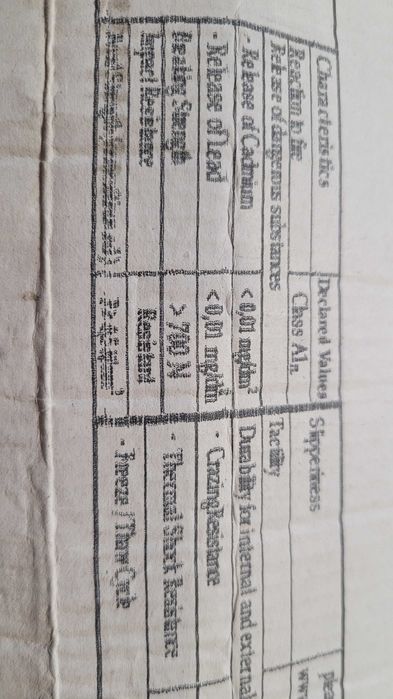 Characteristics Declared Values Slipperiness
Reaction to fire Class A1
Release of dangerous substances Tactility
- Release of Cadmium < 0,01 mg/dm² Durability for internal and external
- Release of Lead < 0,01 mg/dm - Crazing Resistance
Breaking Strength > 700 N - Thermal Shock Resistance
Impact Resistance Resistant
- Freeze / Thaw Cycle